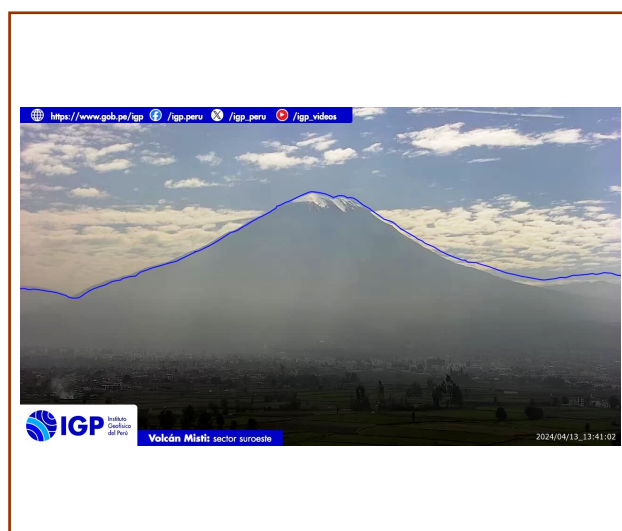 https://www.gob.pe/igp /igp.peru /igp_peru /igp_videos
IGP
Instituto
Geofísico
del Perú
Volcán Misti: sector suroeste
2024/04/13_13:41:02